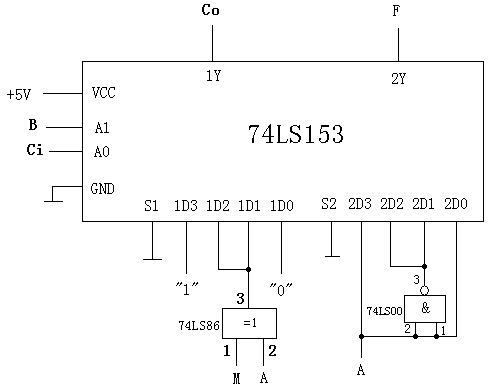 Co F
1Y 2Y
+5V VCC
74LS153
B A1
Ci A0
GND
S1 1D3 1D2 1D1 1D0 S2 2D3 2D2 2D1 2D0
"1" "0"
3
3
74LS86 =1
74LS00 &
2 1
1 2
M A
A